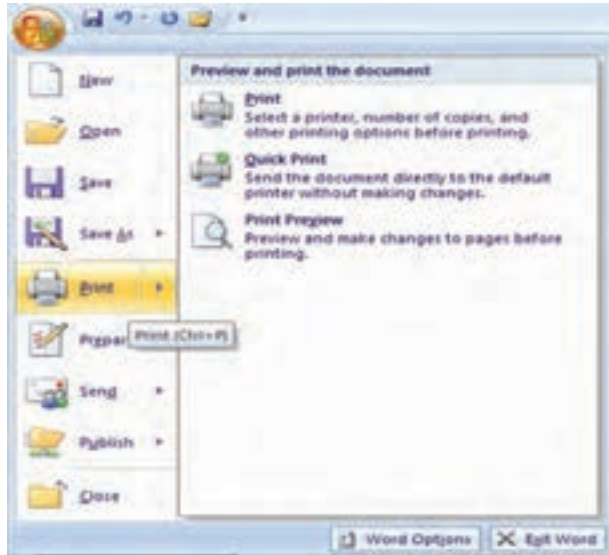 New
Open
Save
Save As
Print
Prepar
Print (Ctrl+P)
Send
Publish
Close
Preview and print the document
Print
Select a printer, number of copies, and
other printing options before printing.
Quick Print
Send the document directly to the default
printer without making changes.
Print Preview
Preview and make changes to pages before
printing.
Word Options
Exit Word